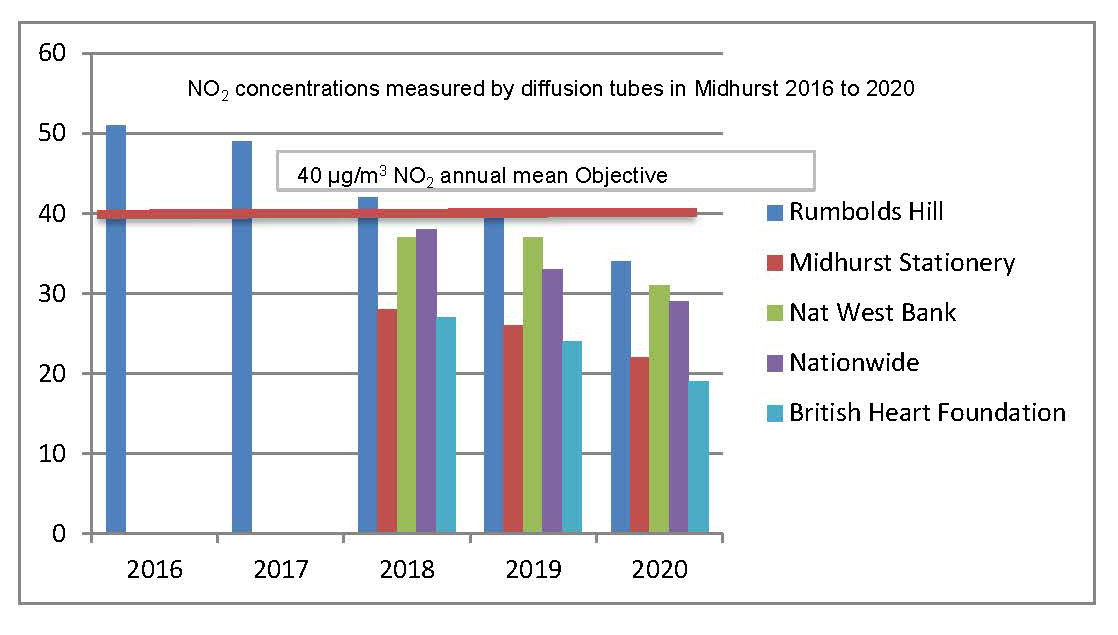 60
NO₂ concentrations measured by diffusion tubes in Midhurst 2016 to 2020
50
40 µg/m³ NO₂ annual mean Objective
40
30
20
10
0
2016 2017 2018 2019 2020
Rumbolds Hill
Midhurst Stationery
Nat West Bank
Nationwide
British Heart Foundation